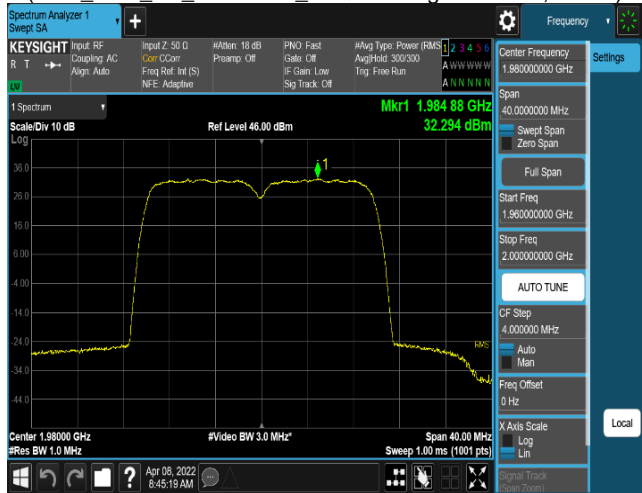 Spectrum Analyzer 1
Swept SA
Frequency
KEYSIGHT
R T
Input: RF
Coupling: AC
Align: Auto
Input Z: 50 Ω
Corr CCorr
Freq Ref: Int (S)
NFE: Adaptive
#Atten: 18 dB
Preamp: Off
PNO: Fast
Gate: Off
IF Gain: Low
Sig Track: Off
#Avg Type: Power (RMS
Avg|Hold: 300/300
Trig: Free Run
1 2 3 4 5 6
A W W W W W
A N N N N N
1 Spectrum
Scale/Div 10 dB
Log
Ref Level 46.00 dBm
Mkr1 1.984 88 GHz
32.294 dBm
1
36.0
26.0
16.0
6.00
-4.00
-14.0
-24.0
-34.0
-44.0
RMS
Center 1.98000 GHz
#Res BW 1.0 MHz
#Video BW 3.0 MHz*
Span 40.00 MHz
Sweep 1.00 ms (1001 pts)
Center Frequency
1.980000000 GHz
Span
40.0000000 MHz
Swept Span
Zero Span
Full Span
Start Freq
1.960000000 GHz
Stop Freq
2.000000000 GHz
AUTO TUNE
CF Step
4.000000 MHz
Auto
Man
Freq Offset
0 Hz
X Axis Scale
Log
Lin
Signal Track
(Span Zoom)
Settings
Local
?
Apr 08, 2022
8:45:19 AM